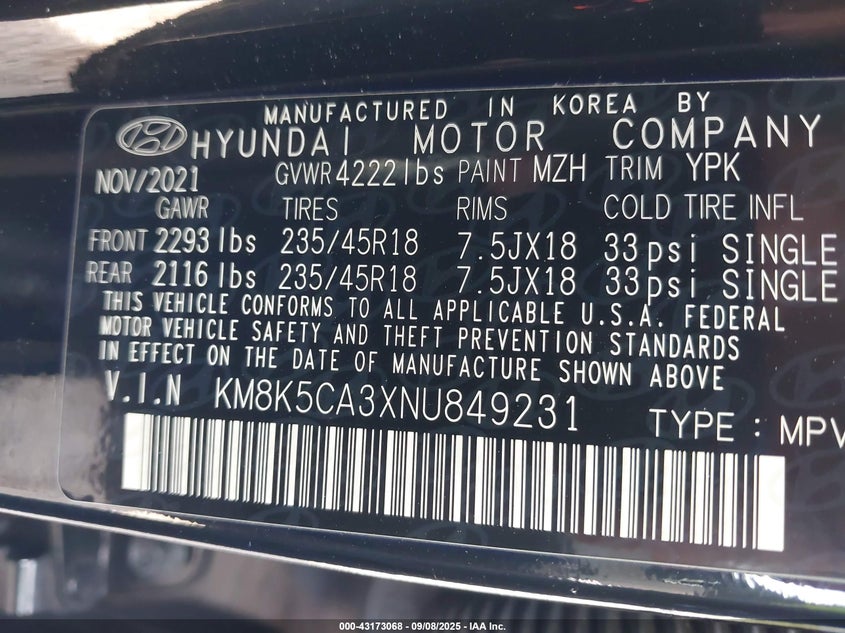 MANUFACTURED IN KOREA BY
HYUNDAI MOTOR COMPANY
NOV/2021 GVWR 4222 lbs PAINT MZH TRIM YPK
GAWR TIRES RIMS COLD TIRE INFL
FRONT 2293 lbs 235/45R18 7.5JX18 33psi SINGLE
REAR 2116 lbs 235/45R18 7.5JX18 33psi SINGLE
THIS VEHICLE CONFORMS TO ALL APPLICABLE U.S.A. FEDERAL
MOTOR VEHICLE SAFETY AND THEFT PREVENTION STANDARDS
IN EFFECT ON THE DATE OF MANUFACTURE SHOWN ABOVE
V.I.N KM8K5CA3XNU849231 TYPE : MPV
000-43173068 - 09/08/2025 - IAA Inc.